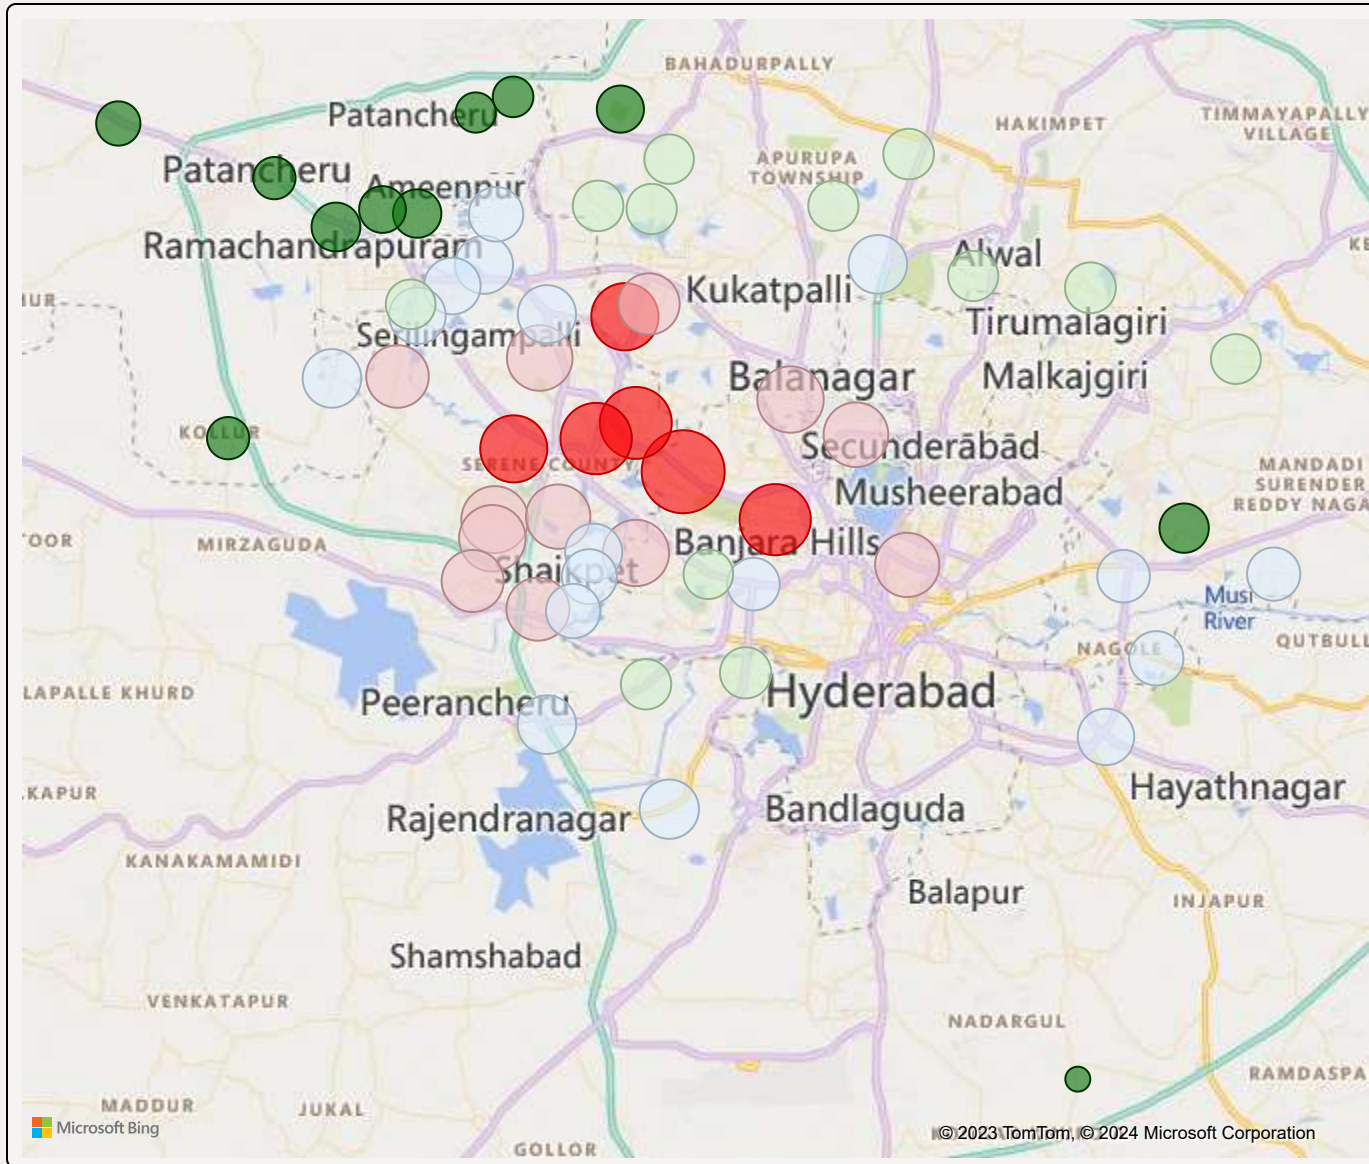 BAHADURPALLY
Patancheru
HAKIMPET
TIMMAYAPALLY
VILLAGE
APURUPA
TOWNSHIP
Patancheru
Ameenpur
Ramachandrapuram
Alwal
KE
Kukatpalli
Serilingampalli
Tirumalagiri
Balanagar
Malkajgiri
KOLLUR
Secunderābād
SERENE COUNTY
MANDADI
SURENDER
REDDY NAGA
Musheerabad
OOR
MIRZAGUDA
Banjara Hills
Shaikpet
Musi
River
NAGOLE
QUTBULL
LAPALLE KHURD
Peerancheru
Hyderabad
KAPUR
Hayathnagar
Rajendranagar
Bandlaguda
KANAKAMAMIDI
Balapur
INJAPUR
Shamshabad
VENKATAPUR
NADARGUL
RAMDASPA
MADDUR
JUKAL
Microsoft Bing
© 2023 TomTom, © 2024 Microsoft Corporation
GOLLOR